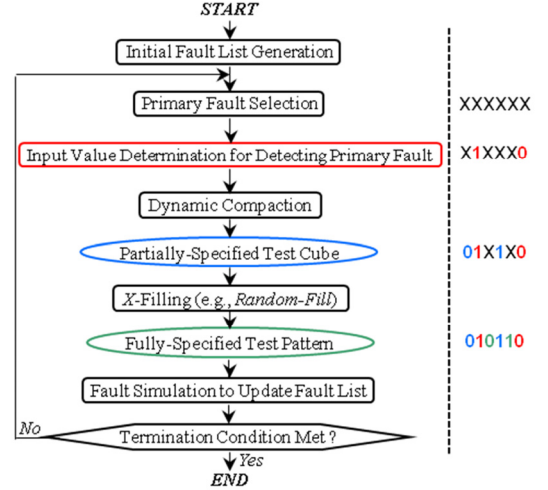 START
Initial Fault List Generation
Primary Fault Selection
XXXXXX
Input Value Determination for Detecting Primary Fault
X1XXX0
Dynamic Compaction
Partially-Specified Test Cube
01X1X0
X-Filling (e.g., Random-Fill)
Fully-Specified Test Pattern
010110
Fault Simulation to Update Fault List
No
Termination Condition Met ?
Yes
END